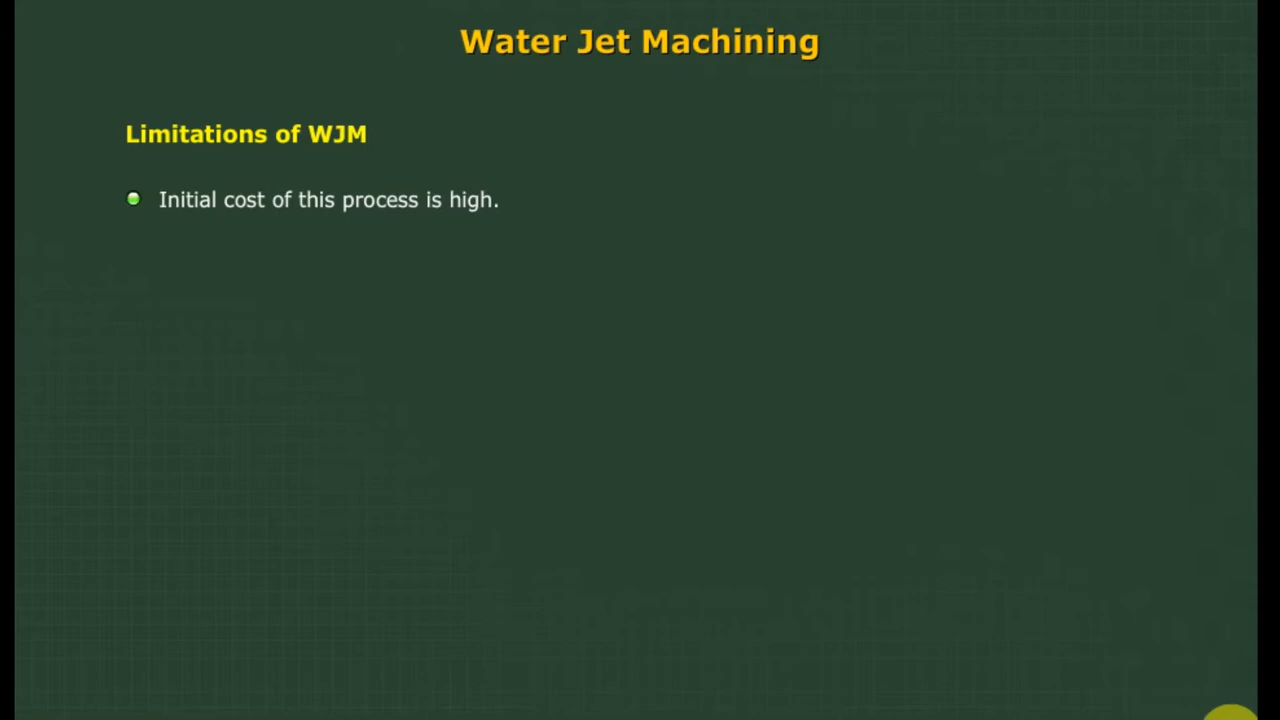 Water Jet Machining
Limitations of WJM
Initial cost of this process is high.